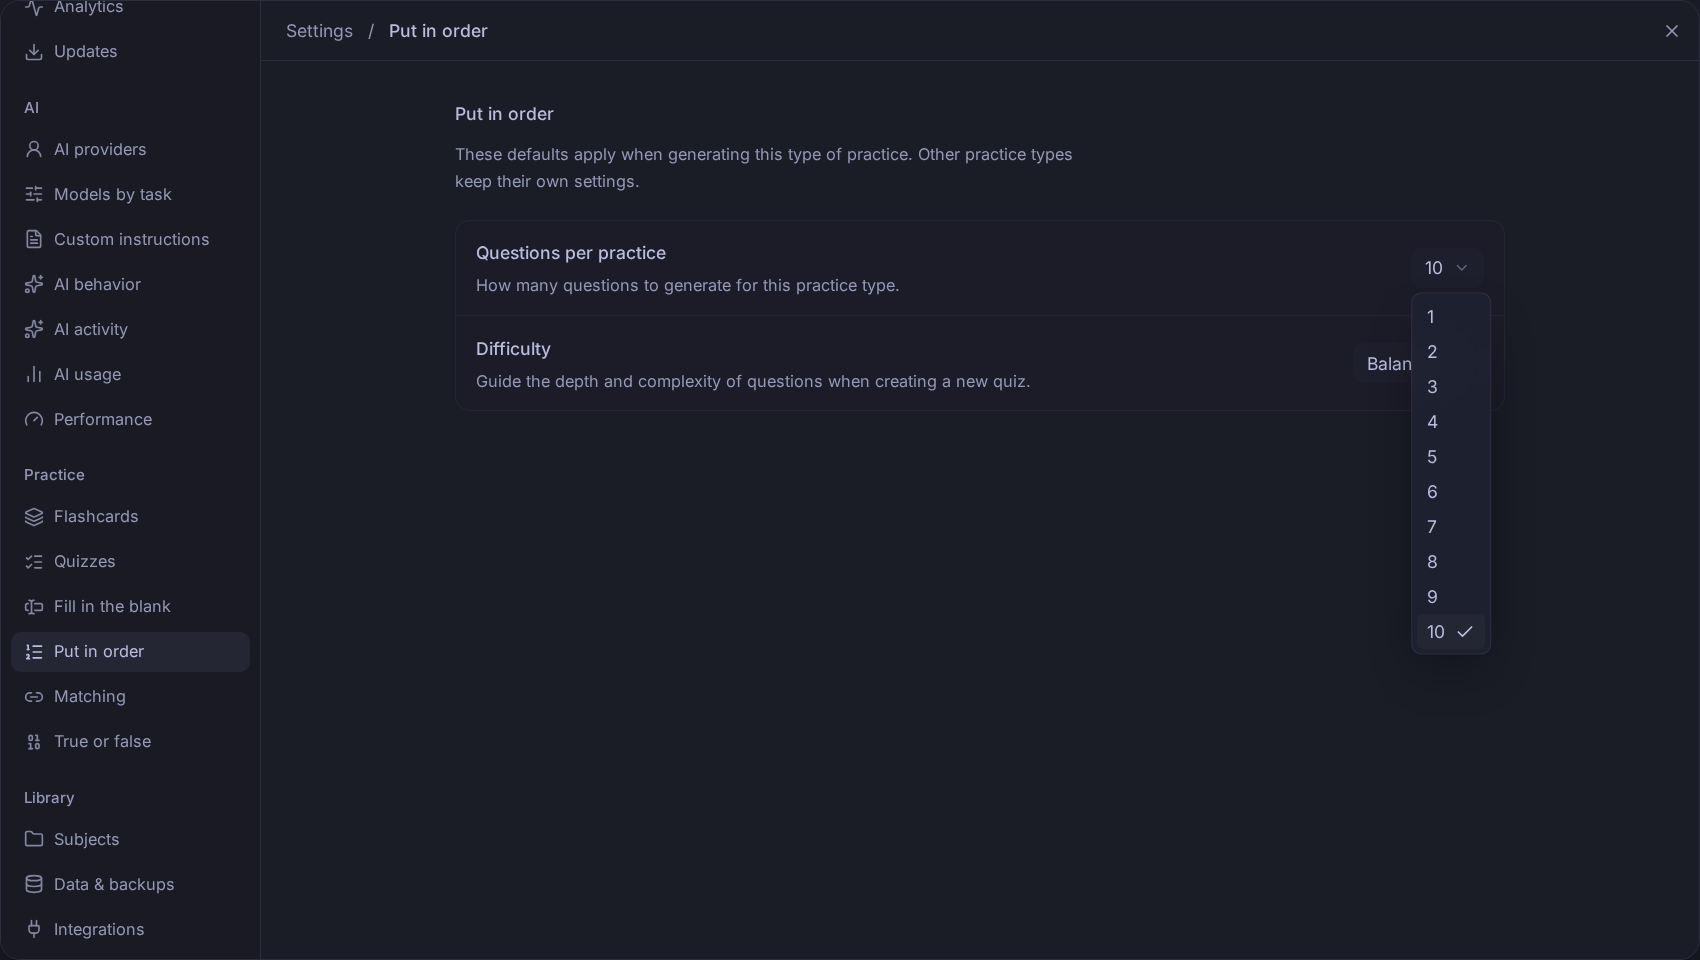 Analytics
Updates
AI
AI providers
Models by task
Custom instructions
AI behavior
AI activity
AI usage
Performance
Practice
Flashcards
Quizzes
Fill in the blank
Put in order
Matching
True or false
Library
Subjects
Data & backups
Integrations
Settings / Put in order
Put in order
These defaults apply when generating this type of practice. Other practice types
keep their own settings.
Questions per practice
How many questions to generate for this practice type.
10
Difficulty
Guide the depth and complexity of questions when creating a new quiz.
Balan
1
2
3
4
5
6
7
8
9
10